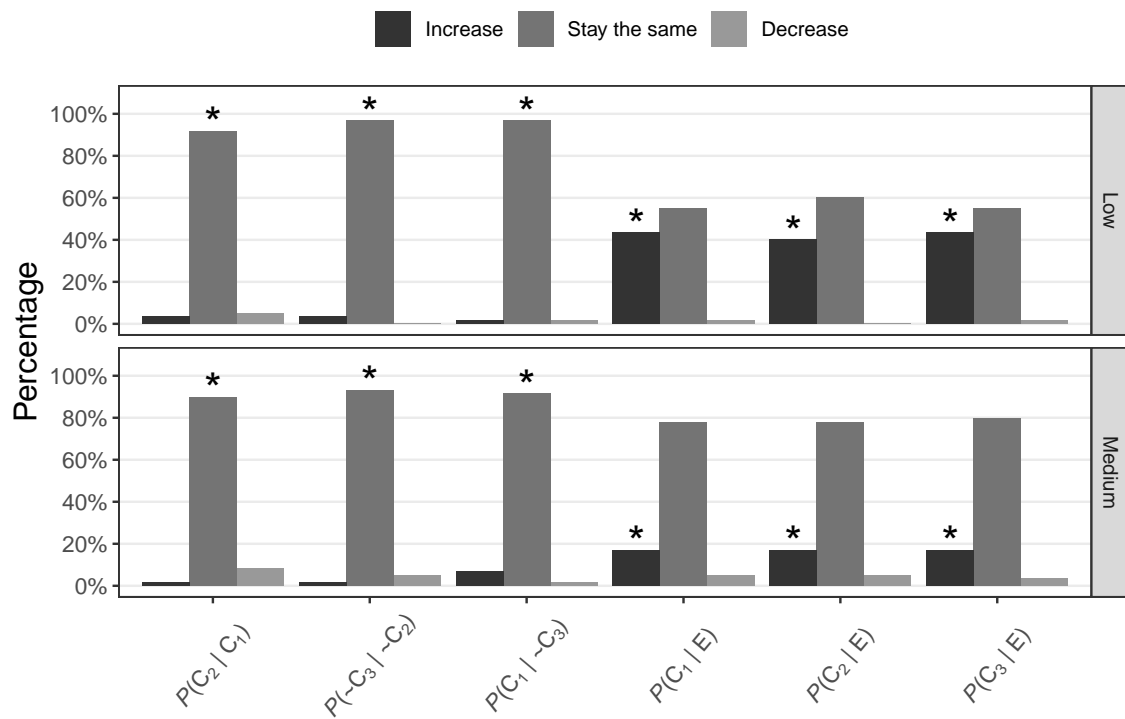 Increase Stay the same Decrease
Percentage
* * *
100%
80%
60%
* * *
40%
20%
0%
Low
* * *
100%
80%
60%
40%
* * *
20%
0%
Medium
P(C₂ | C₁) P(~C₃ | ~C₂) P(C₁ | ~C₃) P(C₁ | E) P(C₂ | E) P(C₃ | E)